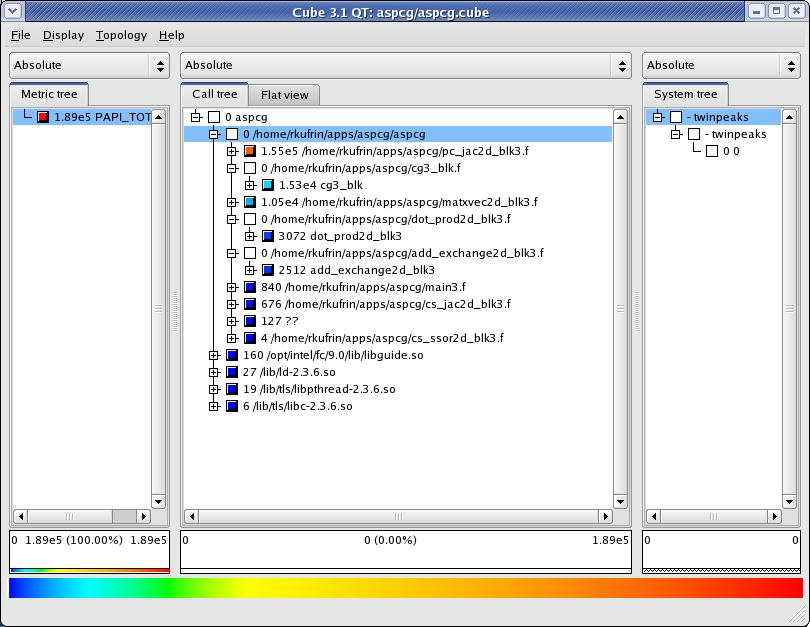 Cube 3.1 QT: aspcg/aspcg.cube
File Display Topology Help
Absolute Absolute Absolute
Metric tree Call tree Flat view System tree
1.89e5 PAPI_TOT
0 aspcg
0 /home/rkufrin/apps/aspcg/aspcg
1.55e5 /home/rkufrin/apps/aspcg/pc_jac2d_blk3.f
0 /home/rkufrin/apps/aspcg/cg3_blk.f
1.53e4 cg3_blk
1.05e4 /home/rkufrin/apps/aspcg/matxvec2d_blk3.f
0 /home/rkufrin/apps/aspcg/dot_prod2d_blk3.f
3072 dot_prod2d_blk3
0 /home/rkufrin/apps/aspcg/add_exchange2d_blk3.f
2512 add_exchange2d_blk3
840 /home/rkufrin/apps/aspcg/main3.f
676 /home/rkufrin/apps/aspcg/cs_jac2d_blk3.f
127 ??
4 /home/rkufrin/apps/aspcg/cs_ssor2d_blk3.f
160 /opt/intel/fc/9.0/lib/libguide.so
27 /lib/ld-2.3.6.so
19 /lib/tls/libpthread-2.3.6.so
6 /lib/tls/libc-2.3.6.so
- twinpeaks
- twinpeaks
0 0
0 1.89e5 (100.00%) 1.89e5
0 0 (0.00%) 1.89e5
0 0